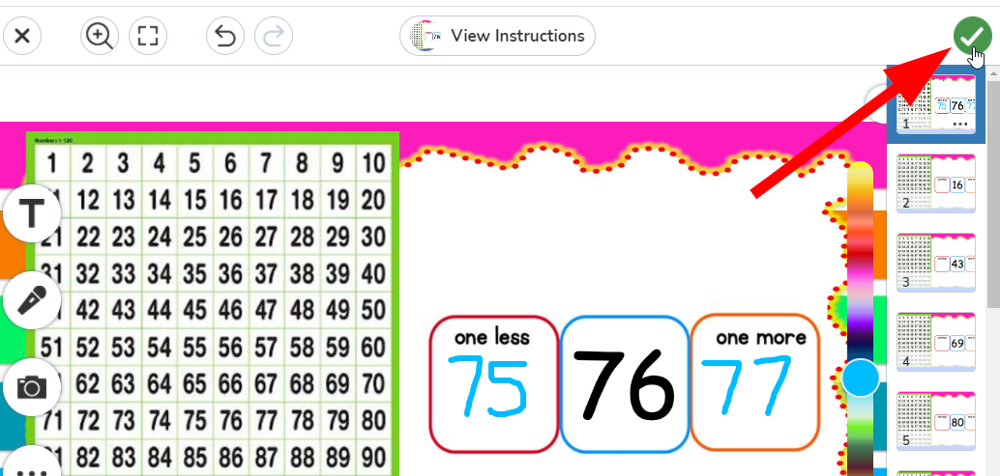 View Instructions
Numbers 1-120
1 2 3 4 5 6 7 8 9 10
12 13 14 15 16 17 18 19 20
21 22 23 24 25 26 27 28 29 30
31 32 33 34 35 36 37 38 39 40
42 43 44 45 46 47 48 49 50
51 52 53 54 55 56 57 58 59 60
62 63 64 65 66 67 68 69 70
71 72 73 74 75 76 77 78 79 80
82 83 84 85 86 87 88 89 90
T
one less
75
76
one more
77
75 76 77
1
16
2
43
3
69
4
80
5